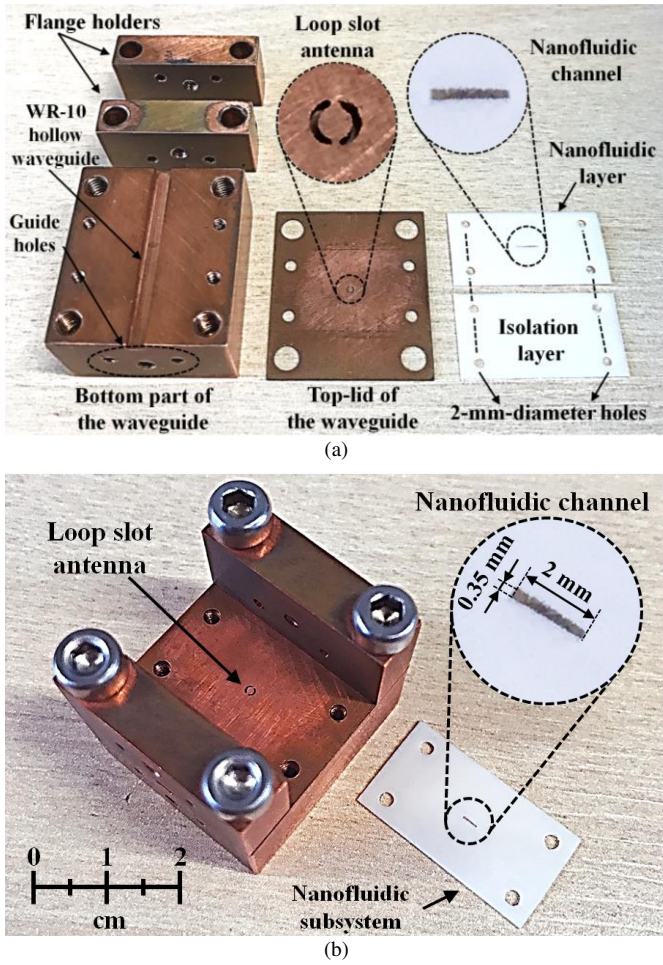 Flange holders
Loop slot
antenna
Nanofluidic
channel
WR-10
hollow
waveguide
Nanofluidic
layer
Guide
holes
Isolation
layer
Bottom part of
the waveguide
Top-lid of
the waveguide
2-mm-diameter holes
(a)
Nanofluidic channel
Loop slot
antenna
0.35 mm
2 mm
0 1 2
cm
Nanofluidic
subsystem
(b)